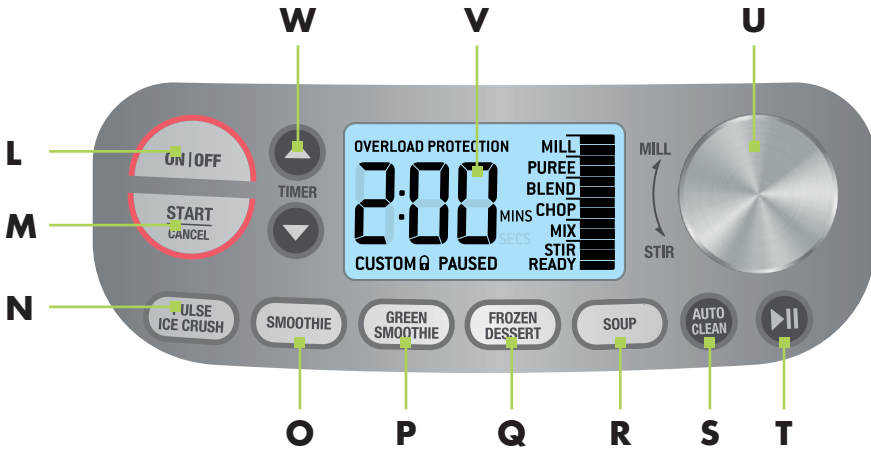 W
V
U
L
M
N
ON|OFF
START
CANCEL
TIMER
OVERLOAD PROTECTION
2:00
MINS
SECS
CUSTOM PAUSED
MILL
PUREE
BLEND
CHOP
MIX
STIR
READY
MILL
STIR
PULSE
ICE CRUSH
SMOOTHIE
GREEN
SMOOTHIE
FROZEN
DESSERT
SOUP
AUTO
CLEAN
O
P
Q
R
S
T